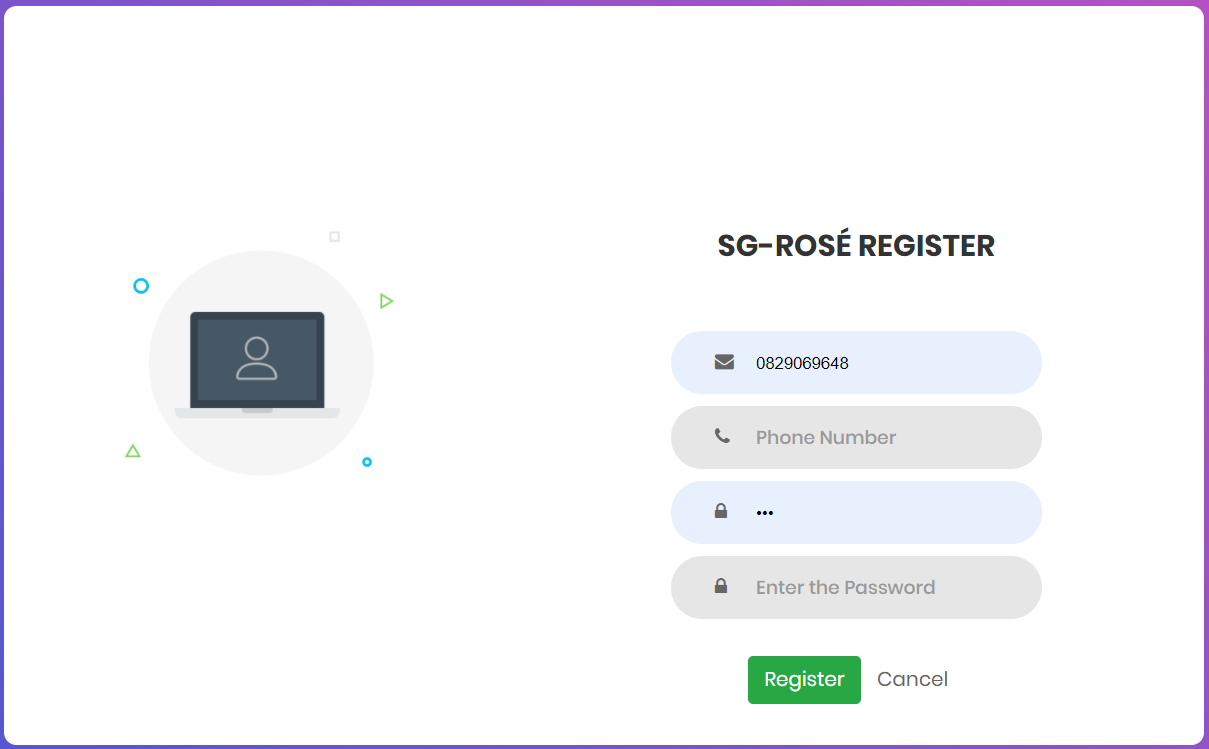 SG-ROSÉ REGISTER
0829069648
Phone Number
•••
Enter the Password
Register Cancel